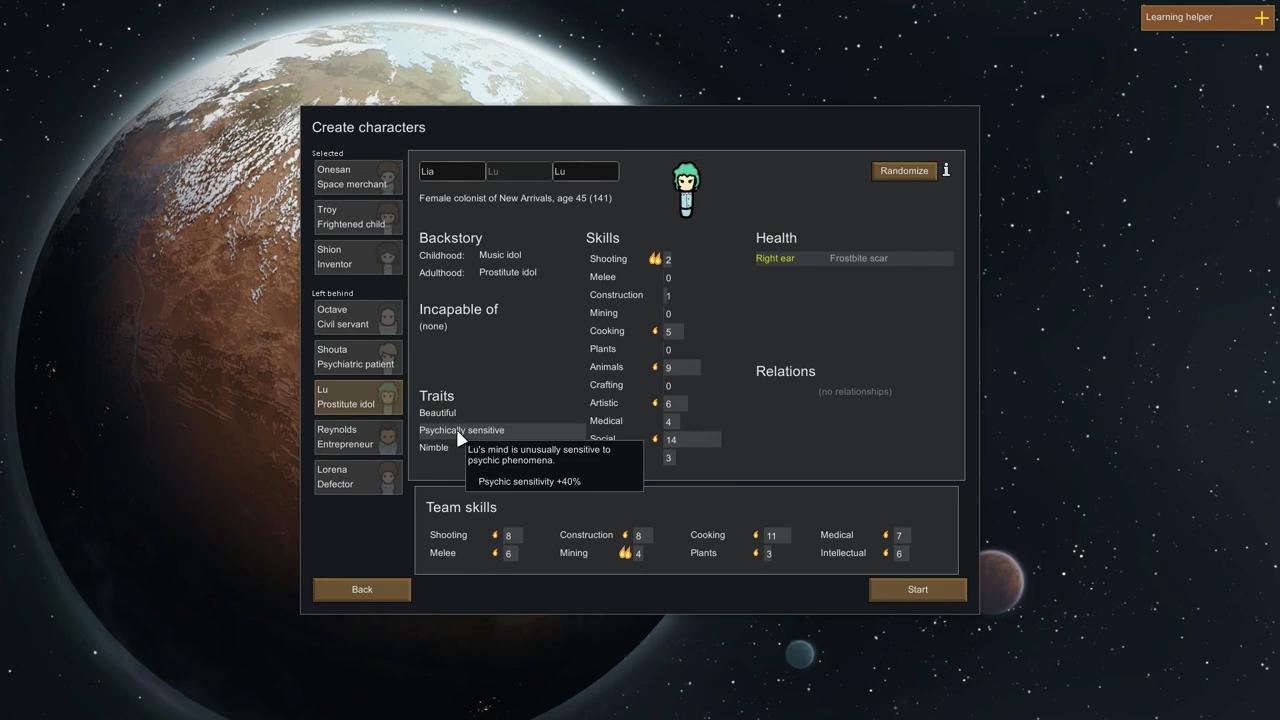 Learning helper
Create characters
Selected
Onesan
Space merchant
Troy
Frightened child
Shion
Inventor
Left behind
Octave
Civil servant
Shouta
Psychiatric patient
Lu
Prostitute idol
Reynolds
Entrepreneur
Lorena
Defector
Lia Lu Lu
Randomize
Female colonist of New Arrivals, age 45 (141)
Backstory
Childhood: Music idol
Adulthood: Prostitute idol
Incapable of
(none)
Traits
Beautiful
Psychically sensitive
Nimble
Lu's mind is unusually sensitive to
psychic phenomena.
Psychic sensitivity +40%
Skills
Shooting 2
Melee 0
Construction 1
Mining 0
Cooking 5
Plants 0
Animals 9
Crafting 0
Artistic 6
Medical 4
Social 14
3
Health
Right ear Frostbite scar
Relations
(no relationships)
Team skills
Shooting 8 Construction 8 Cooking 11 Medical 7
Melee 6 Mining 4 Plants 3 Intellectual 6
Back
Start